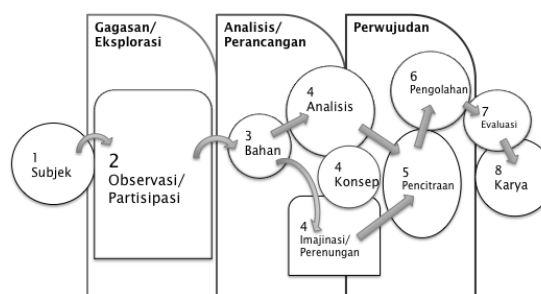 Gagasan/
Eksplorasi
Analisis/
Perancangan
Perwujudan
1
Subjek
2
Observasi/
Partisipasi
3
Bahan
4
Analisis
4
Konsep
4
Imajinasi/
Perenungan
5
Pencitraan
6
Pengolahan
7
Evaluasi
8
Karya